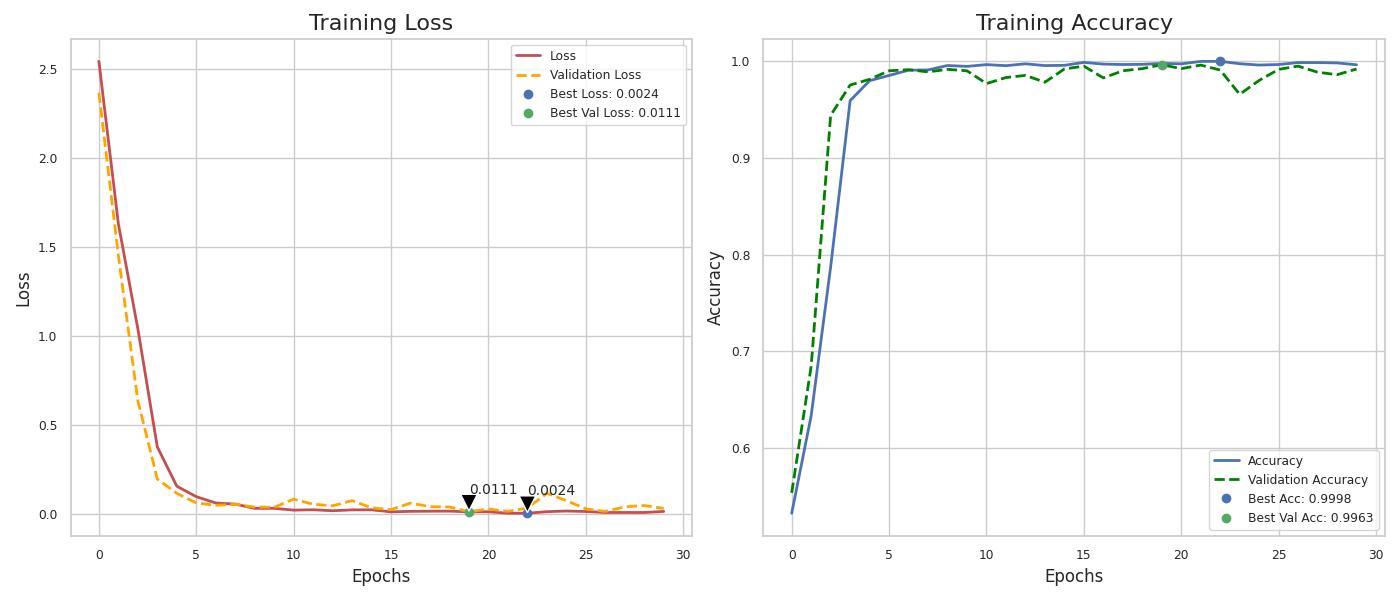 Training Loss
Loss
Validation Loss
Best Loss: 0.0024
Best Val Loss: 0.0111
2.5
2.0
1.5
1.0
0.5
0.0
Loss
0.0111
0.0024
0
5
10
15
20
25
30
Epochs
Training Accuracy
1.0
0.9
0.8
0.7
0.6
Accuracy
Accuracy
Validation Accuracy
Best Acc: 0.9998
Best Val Acc: 0.9963
0
5
10
15
20
25
30
Epochs